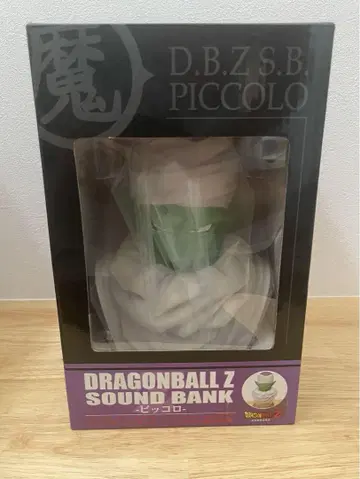 魔
D.B.Z S.B.
PICCOLO
DRAGONBALL Z
SOUND BANK
-ピッコロ-